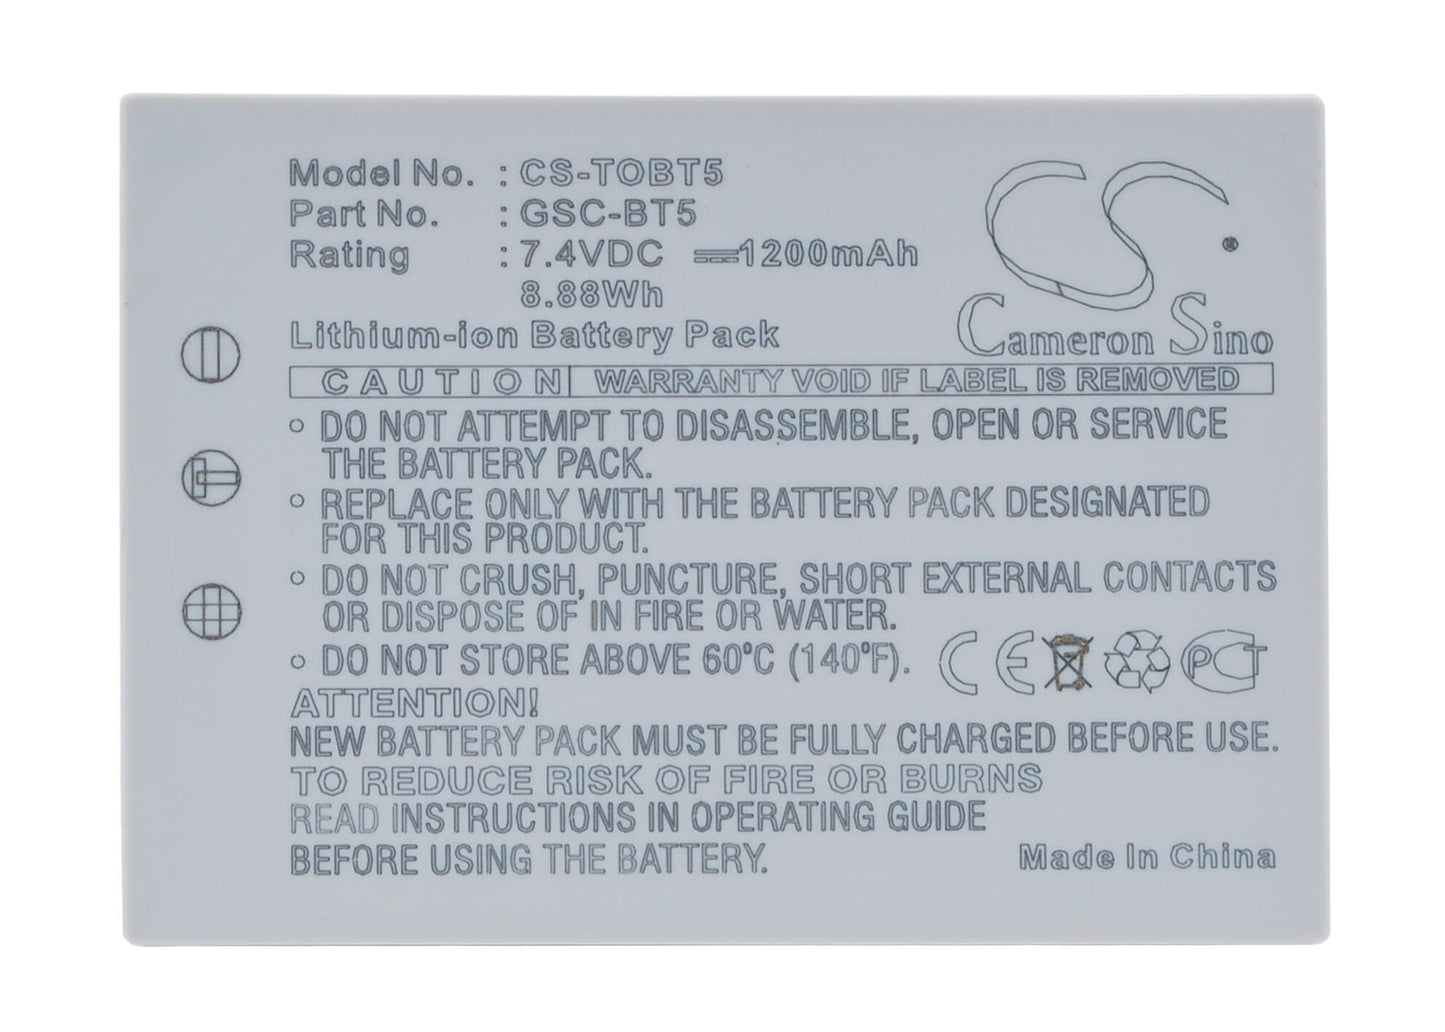 Model No. : CS-TOBT5
Part No. : GSC-BT5
Rating : 7.4VDC ⎓ 1200mAh
8.88Wh
Lithium-ion Battery Pack
CS
Cameron Sino
CAUTION WARRANTY VOID IF LABEL IS REMOVED
◦ DO NOT ATTEMPT TO DISASSEMBLE, OPEN OR SERVICE
THE BATTERY PACK.
◦ REPLACE ONLY WITH THE BATTERY PACK DESIGNATED
FOR THIS PRODUCT.
◦ DO NOT CRUSH, PUNCTURE, SHORT EXTERNAL CONTACTS
OR DISPOSE OF IN FIRE OR WATER.
◦ DO NOT STORE ABOVE 60°C (140°F).
CE PCT
ATTENTION!
NEW BATTERY PACK MUST BE FULLY CHARGED BEFORE USE.
TO REDUCE RISK OF FIRE OR BURNS
READ INSTRUCTIONS IN OPERATING GUIDE
BEFORE USING THE BATTERY.
Made In China